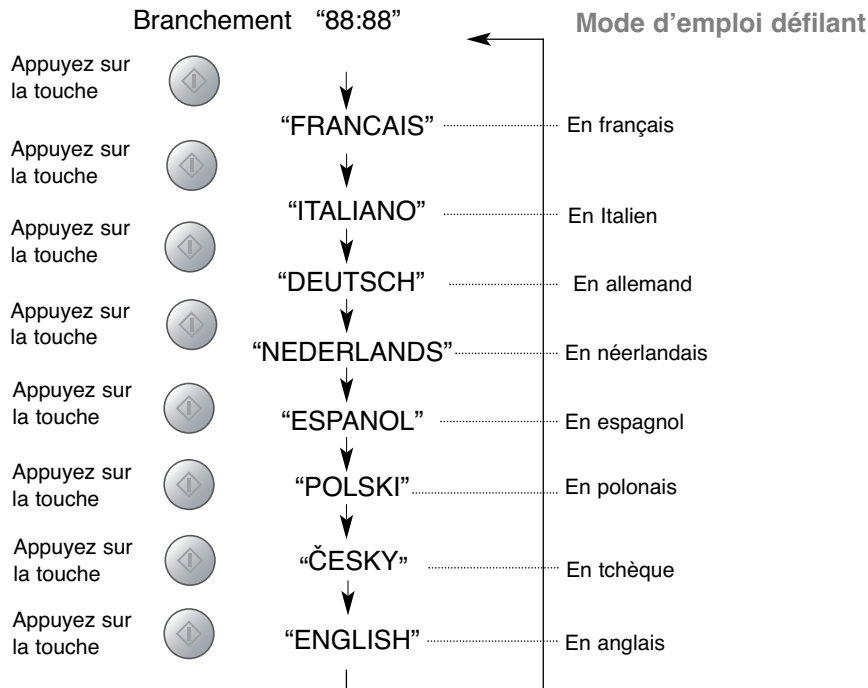 Branchement “88:88”
Mode d’emploi défilant
Appuyez sur
la touche
“FRANCAIS”
En français
Appuyez sur
la touche
“ITALIANO”
En Italien
Appuyez sur
la touche
“DEUTSCH”
En allemand
Appuyez sur
la touche
“NEDERLANDS”
En néerlandais
Appuyez sur
la touche
“ESPANOL”
En espagnol
Appuyez sur
la touche
“POLSKI”
En polonais
Appuyez sur
la touche
“ČESKY”
En tchèque
Appuyez sur
la touche
“ENGLISH”
En anglais